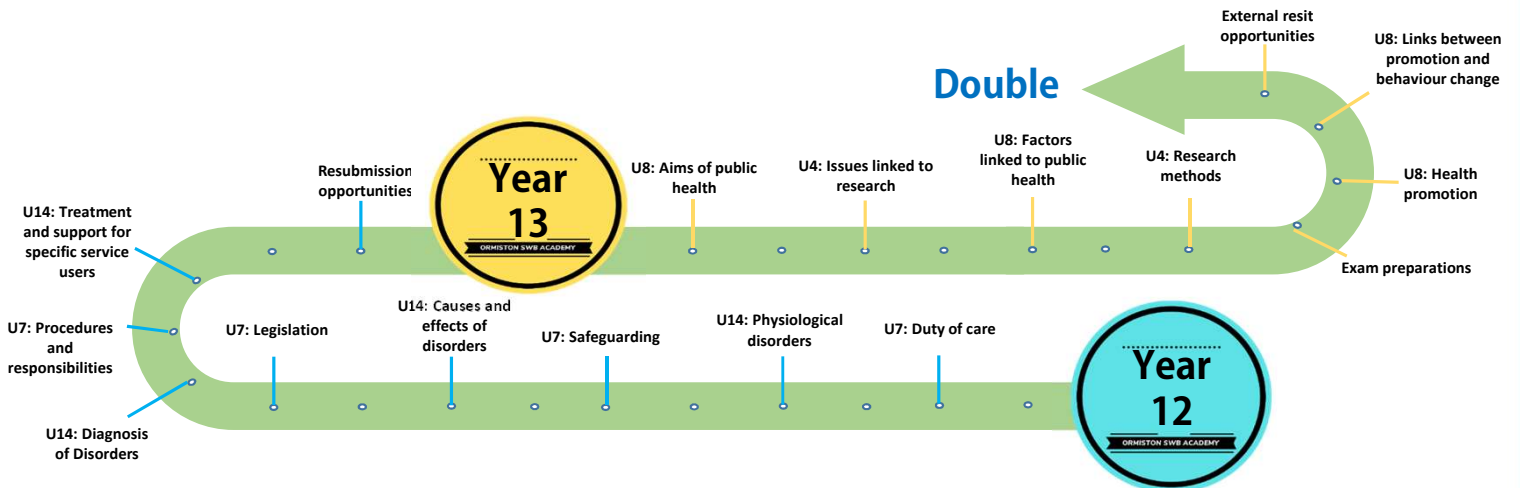 External resit
opportunities
U8: Links between
promotion and
behaviour change
Double
U8: Factors
linked to public
health
U4: Research
methods
Resubmission
opportunities
Year
13
ORMISTON SWB ACADEMY
U8: Aims of public
health
U4: Issues linked to
research
U8: Health
promotion
U14: Treatment
and support for
specific service
users
Exam preparations
U7: Procedures
and
responsibilities
U7: Legislation
U14: Causes and
effects of
disorders
U7: Safeguarding
U14: Physiological
disorders
U7: Duty of care
Year
12
ORMISTON SWB ACADEMY
U14: Diagnosis
of Disorders